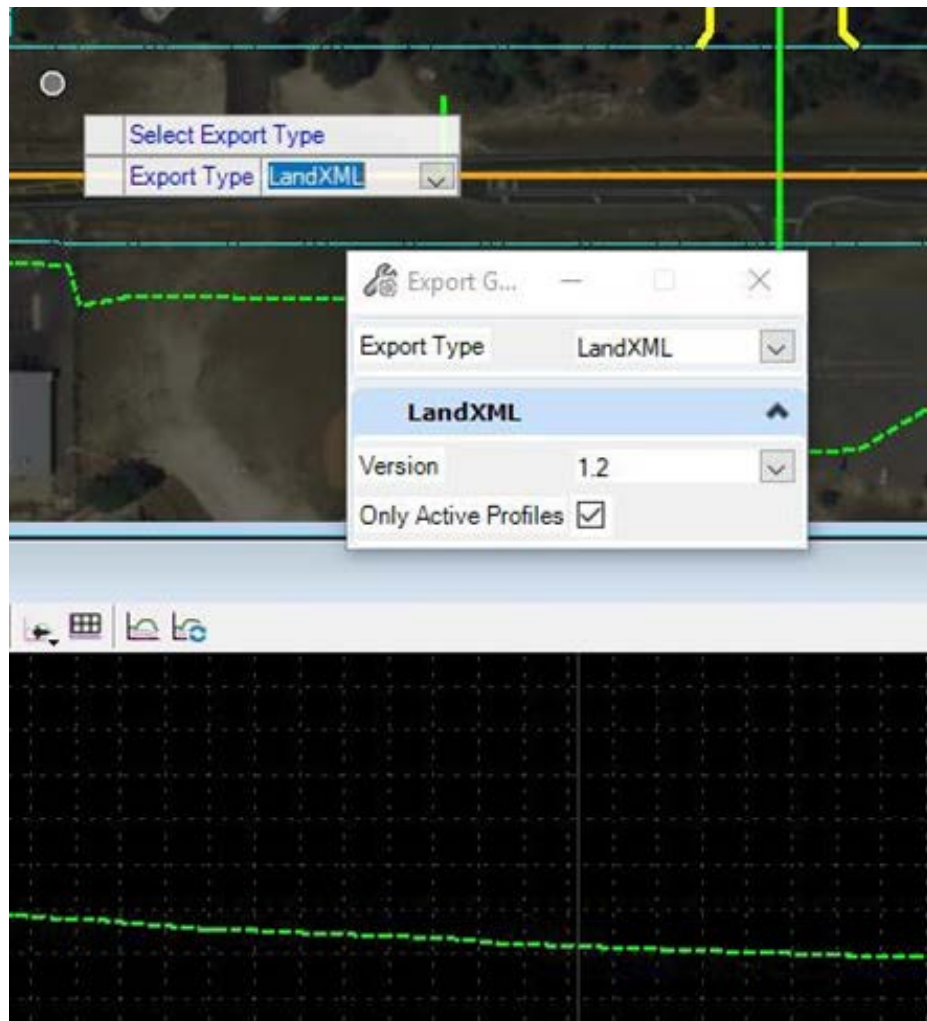 Select Export Type
Export Type LandXML
Export G...
Export Type LandXML
LandXML
Version 1.2
Only Active Profiles